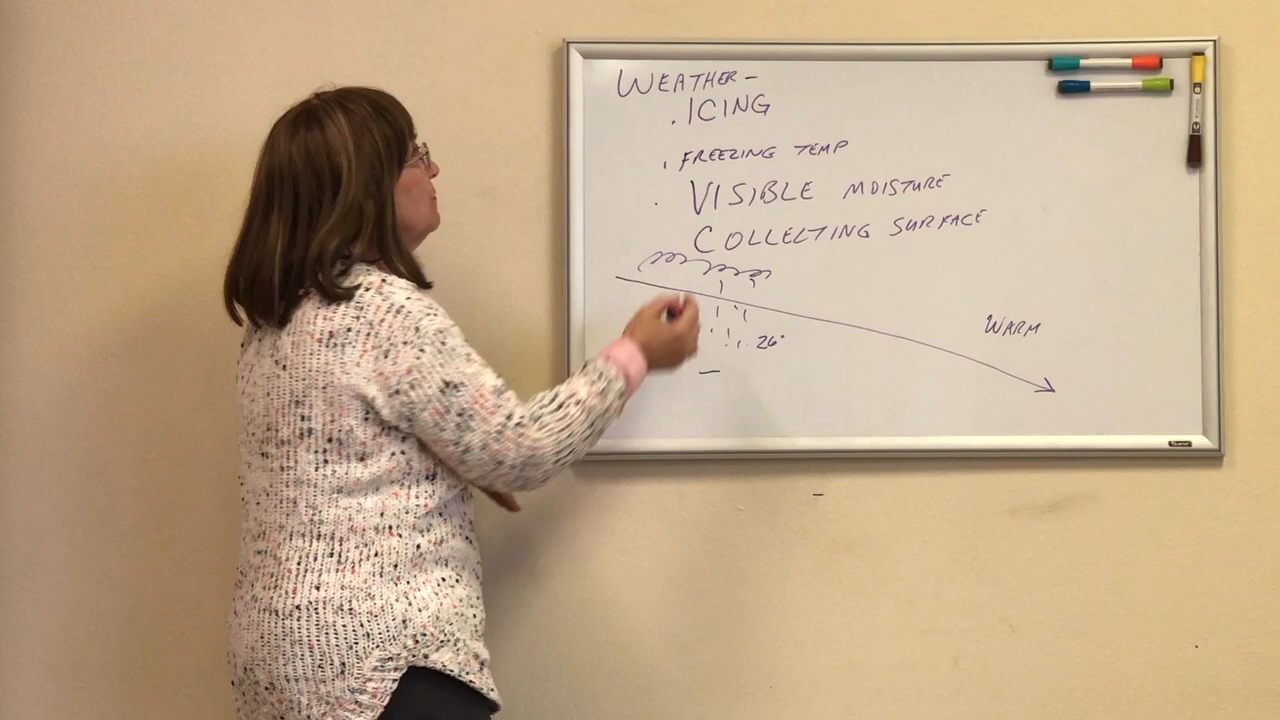 WEATHER-
. ICING
. FREEZING TEMP
. VISIBLE MOISTURE
COLLECTING SURFACE
WARM
26°